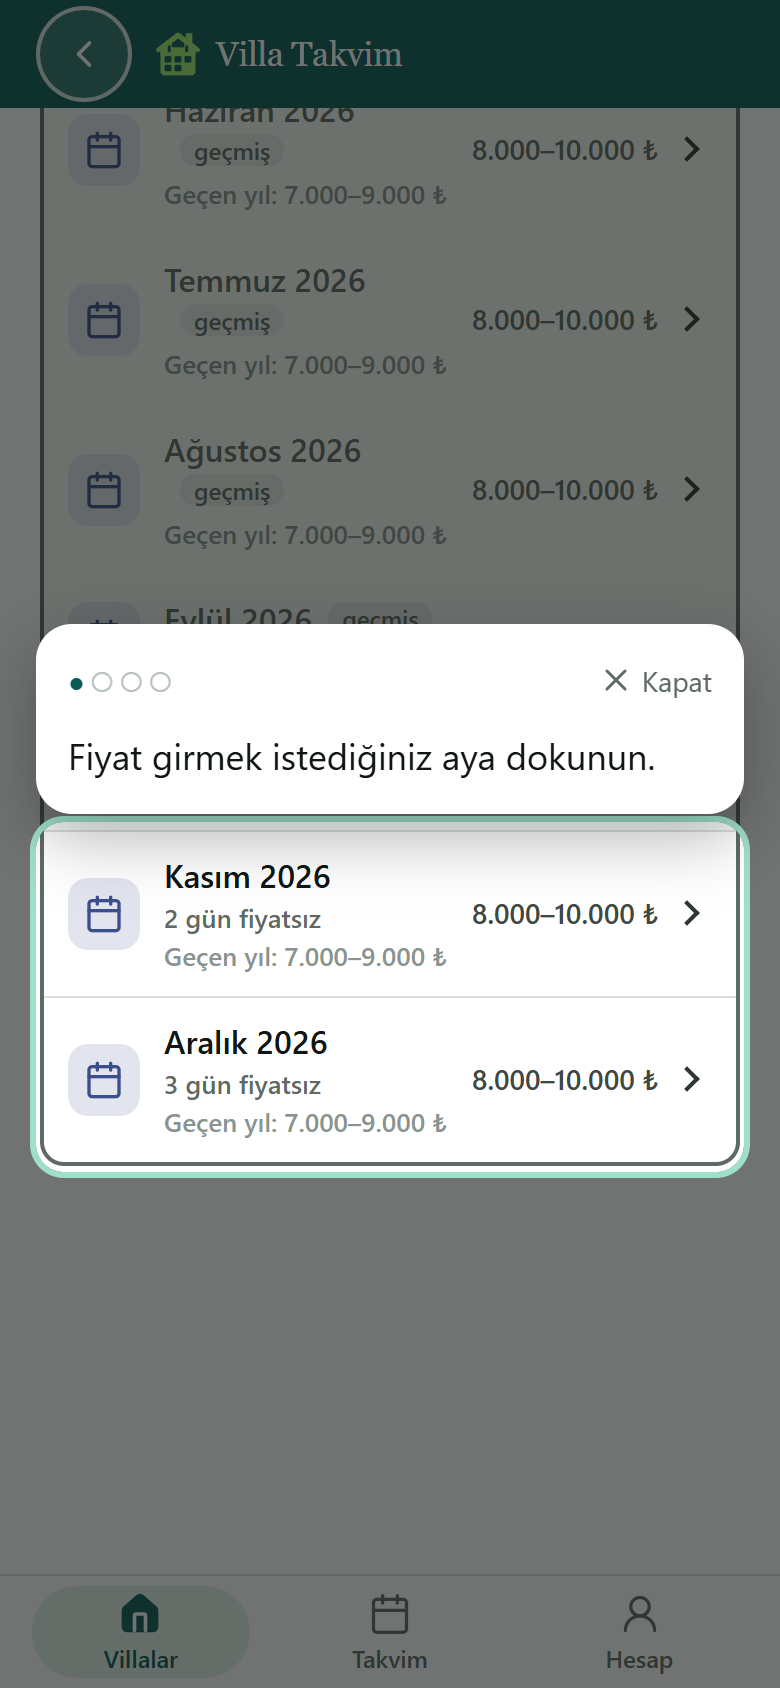 Villa Takvim
Haziran 2026
geçmiş
8.000–10.000 ₺
Geçen yıl: 7.000–9.000 ₺
Temmuz 2026
geçmiş
8.000–10.000 ₺
Geçen yıl: 7.000–9.000 ₺
Ağustos 2026
geçmiş
8.000–10.000 ₺
Geçen yıl: 7.000–9.000 ₺
Eylül 2026 geçmiş
Kapat
Fiyat girmek istediğiniz aya dokunun.
Kasım 2026
2 gün fiyatsız
8.000–10.000 ₺
Geçen yıl: 7.000–9.000 ₺
Aralık 2026
3 gün fiyatsız
8.000–10.000 ₺
Geçen yıl: 7.000–9.000 ₺
Villalar
Takvim
Hesap